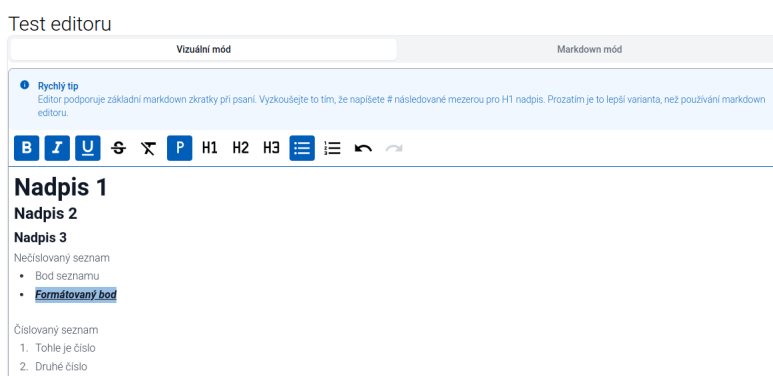 Test editoru
Vizuální mód
Markdown mód
Rychlý tip
Editor podporuje základní markdown zkratky při psaní. Vyzkoušejte to tím, že napíšete # následované mezerou pro H1 nadpis. Prozatím je to lepší varianta, než používání markdown
editoru.
B I U S T P H1 H2 H3
Nadpis 1
Nadpis 2
Nadpis 3
Nečíslovaný seznam
• Bod seznamu
• Formátovaný bod
Číslovaný seznam
1. Tohle je číslo
2. Druhé číslo